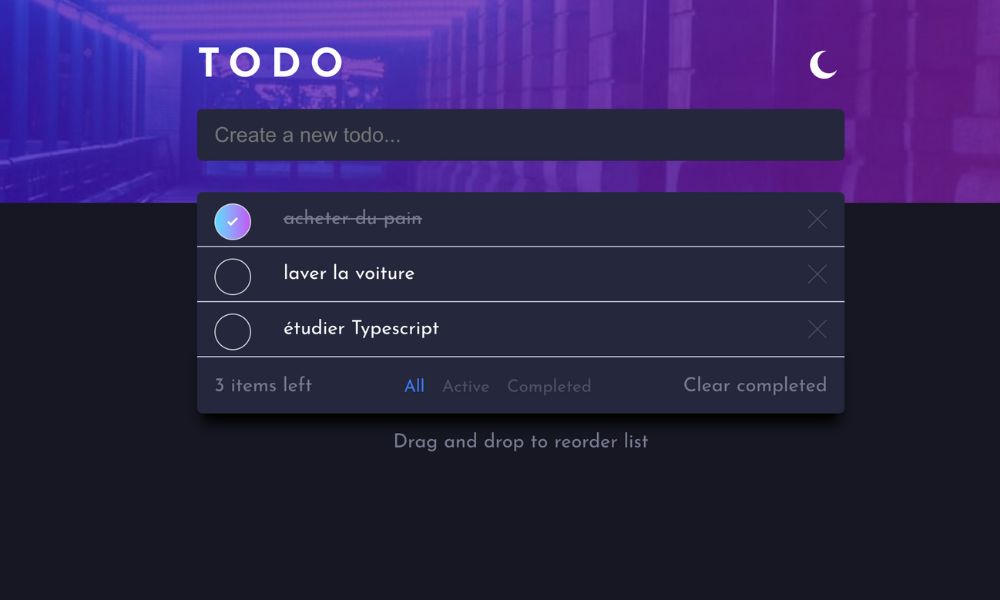 TODO
Create a new todo...
acheter du pain
laver la voiture
étudier Typescript
3 items left All Active Completed Clear completed
Drag and drop to reorder list